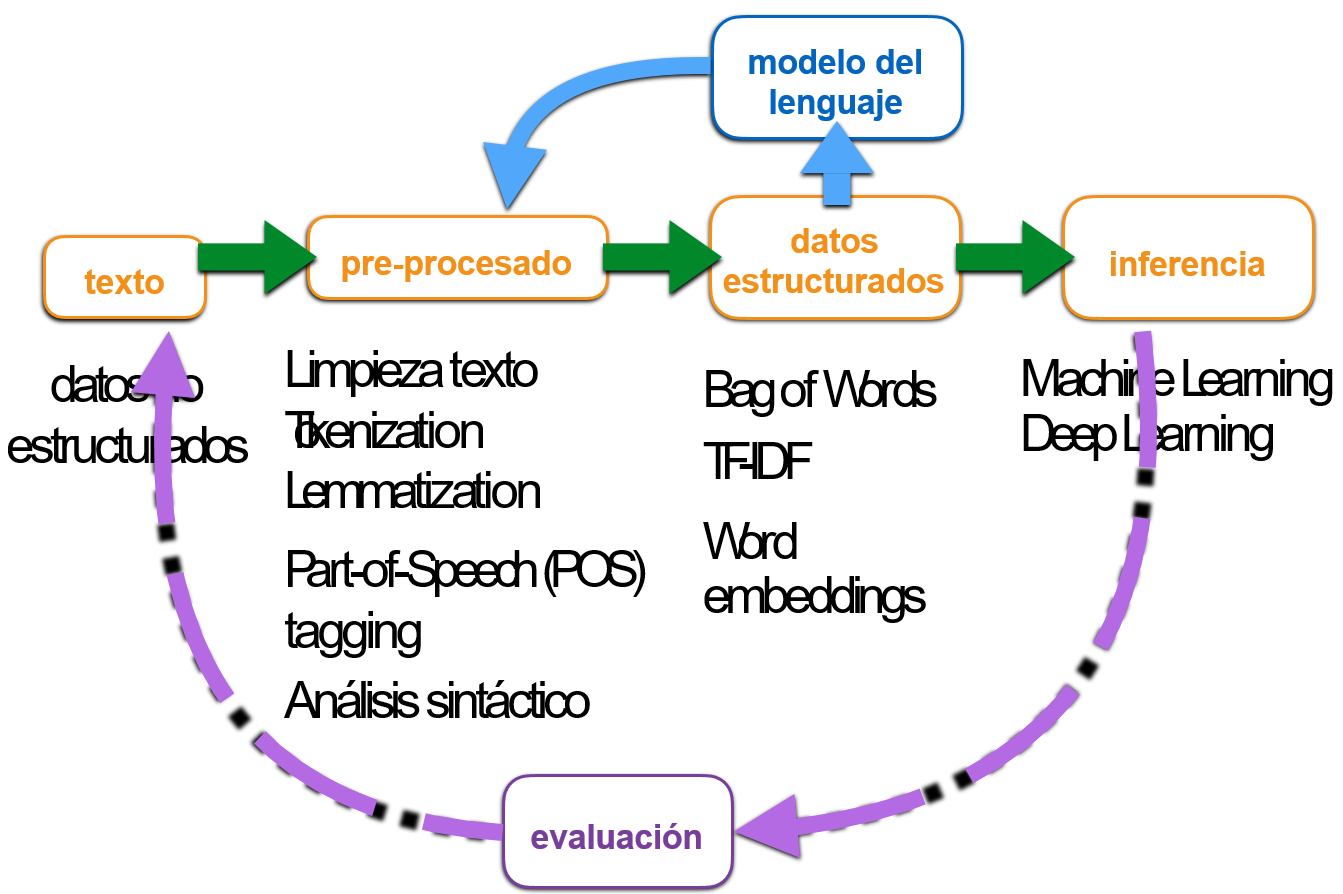 modelo del
lenguaje
texto
pre-procesado
datos
estructurados
inferencia
datos no
estructurados
Limpieza texto
Tokenization
Lemmatization
Part-of-Speech (POS)
tagging
Análisis sintáctico
Bag of Words
TF-IDF
Word
embeddings
Machine Learning
Deep Learning
evaluación